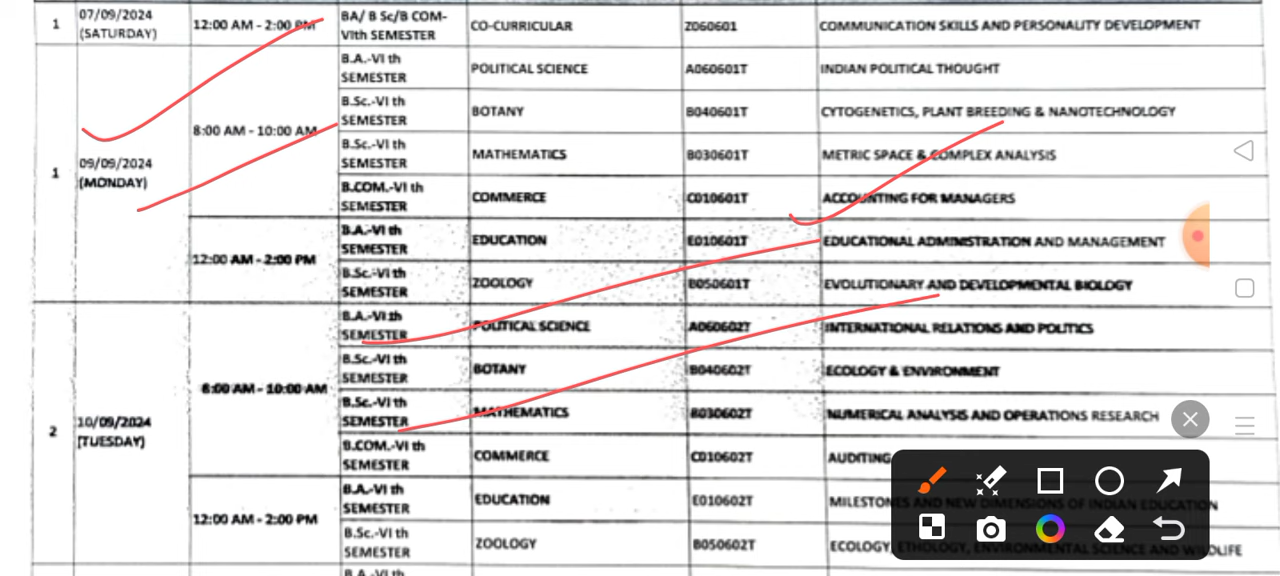 1 07/09/2024 (SATURDAY) 12:00 AM - 2:00 PM BA/ B Sc/B COM- VIth SEMESTER CO-CURRICULAR Z060601 COMMUNICATION SKILLS AND PERSONALITY DEVELOPMENT
1 09/09/2024 (MONDAY) 8:00 AM - 10:00 AM B.A.-VI th SEMESTER POLITICAL SCIENCE A060601T INDIAN POLITICAL THOUGHT
B.Sc.-VI th SEMESTER BOTANY B040601T CYTOGENETICS, PLANT BREEDING & NANOTECHNOLOGY
B.Sc.-VI th SEMESTER MATHEMATICS B030601T METRIC SPACE & COMPLEX ANALYSIS
B.COM.-VI th SEMESTER COMMERCE C010601T ACCOUNTING FOR MANAGERS
12:00 AM - 2:00 PM B.A.-VI th SEMESTER EDUCATION E010601T EDUCATIONAL ADMINISTRATION AND MANAGEMENT
B.Sc.-VI th SEMESTER ZOOLOGY B050601T EVOLUTIONARY AND DEVELOPMENTAL BIOLOGY
2 10/09/2024 (TUESDAY) 8:00 AM - 10:00 AM B.A.-VI th SEMESTER POLITICAL SCIENCE A060602T INTERNATIONAL RELATIONS AND POLITICS
B.Sc.-VI th SEMESTER BOTANY B040602T ECOLOGY & ENVIRONMENT
B.Sc.-VI th SEMESTER MATHEMATICS B030602T NUMERICAL ANALYSIS AND OPERATIONS RESEARCH
B.COM.-VI th SEMESTER COMMERCE C010602T AUDITING
12:00 AM - 2:00 PM B.A.-VI th SEMESTER EDUCATION E010602T MILESTONES AND NEW DIMENSIONS OF INDIAN EDUCATION
B.Sc.-VI th SEMESTER ZOOLOGY B050602T ECOLOGY, ETHOLOGY, ENVIRONMENTAL SCIENCE AND WILDLIFE
B.A.-VI th